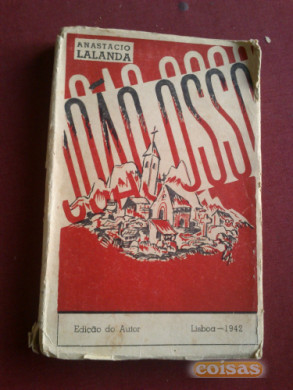 ANASTACIO
LALANDA
JOÃO OSSO
Edição do Autor
Lisboa — 1942
coisas